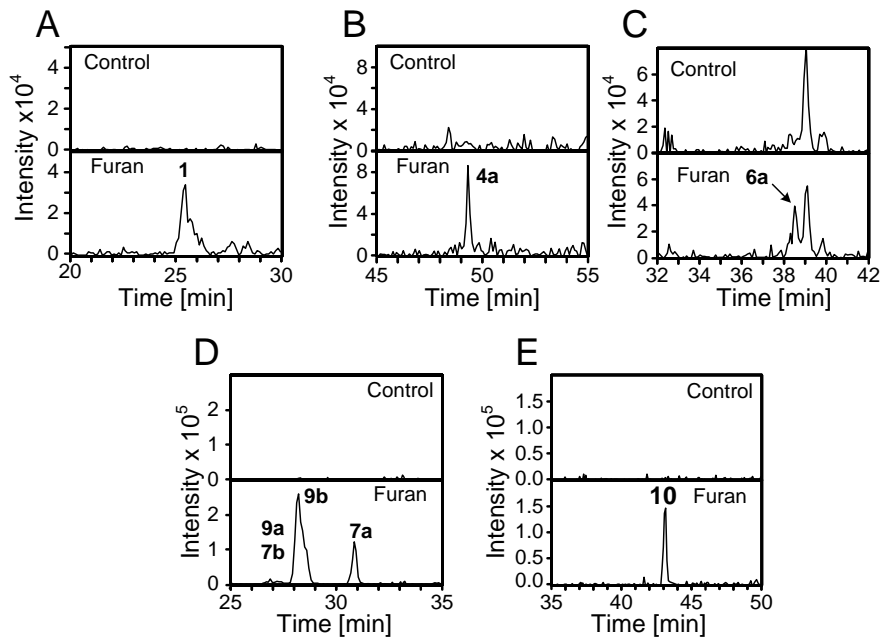 A
Intensity x10⁴
Control
4
2
0
Furan
1
4
2
0
20
25
30
Time [min]
B
Intensity x 10⁴
Control
8
4
0
Furan
4a
8
4
0
45
50
55
Time [min]
C
Intensity x 10⁴
Control
6
4
2
0
Furan
6a
6
4
2
0
32
34
36
38
40
42
Time [min]
D
Intensity x 10⁵
Control
2
1
0
Furan
9b
9a
7b
7a
2
1
0
25
30
35
Time [min]
E
Intensity x 10⁵
Control
1.5
1.0
0.5
0.0
10
Furan
1.5
1.0
0.5
0.0
35
40
43
45
50
Time [min]